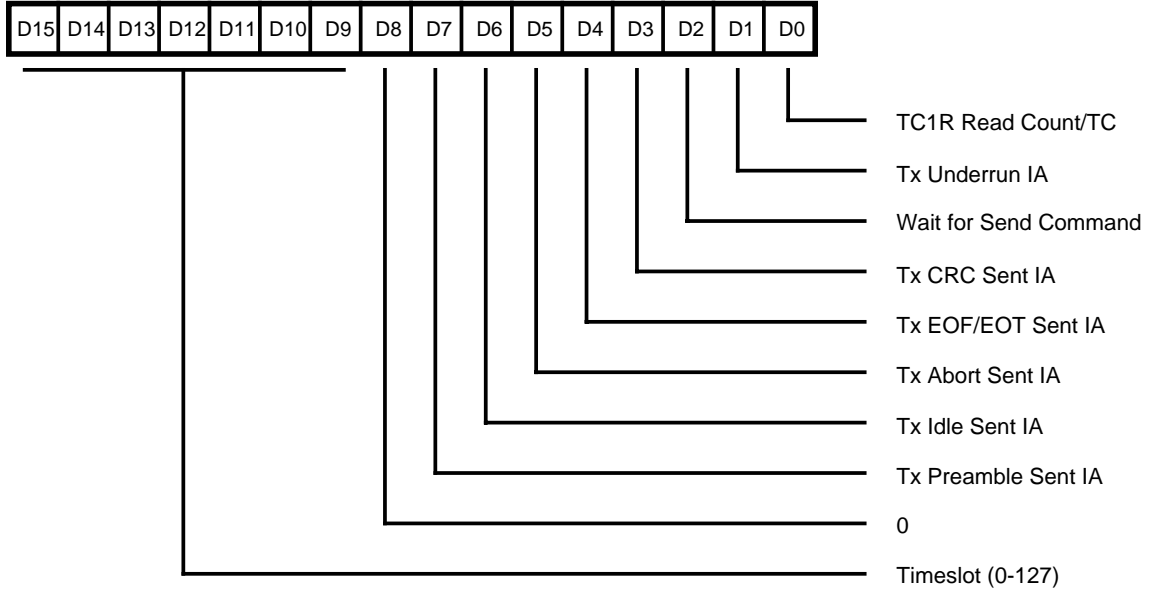 D15 D14 D13 D12 D11 D10 D9 D8 D7 D6 D5 D4 D3 D2 D1 D0
TC1R Read Count/TC
Tx Underrun IA
Wait for Send Command
Tx CRC Sent IA
Tx EOF/EOT Sent IA
Tx Abort Sent IA
Tx Idle Sent IA
Tx Preamble Sent IA
0
Timeslot (0-127)